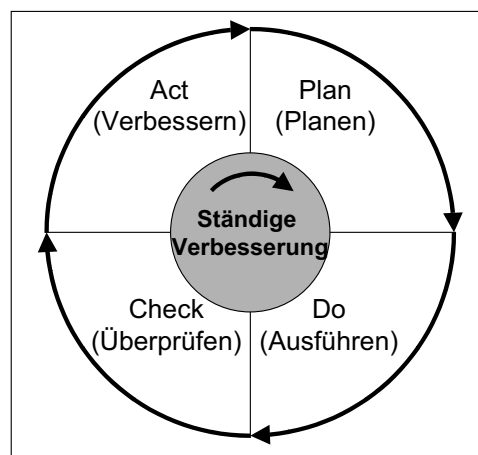 Act
(Verbessern)
Plan
(Planen)
Ständige
Verbesserung
Check
(Überprüfen)
Do
(Ausführen)